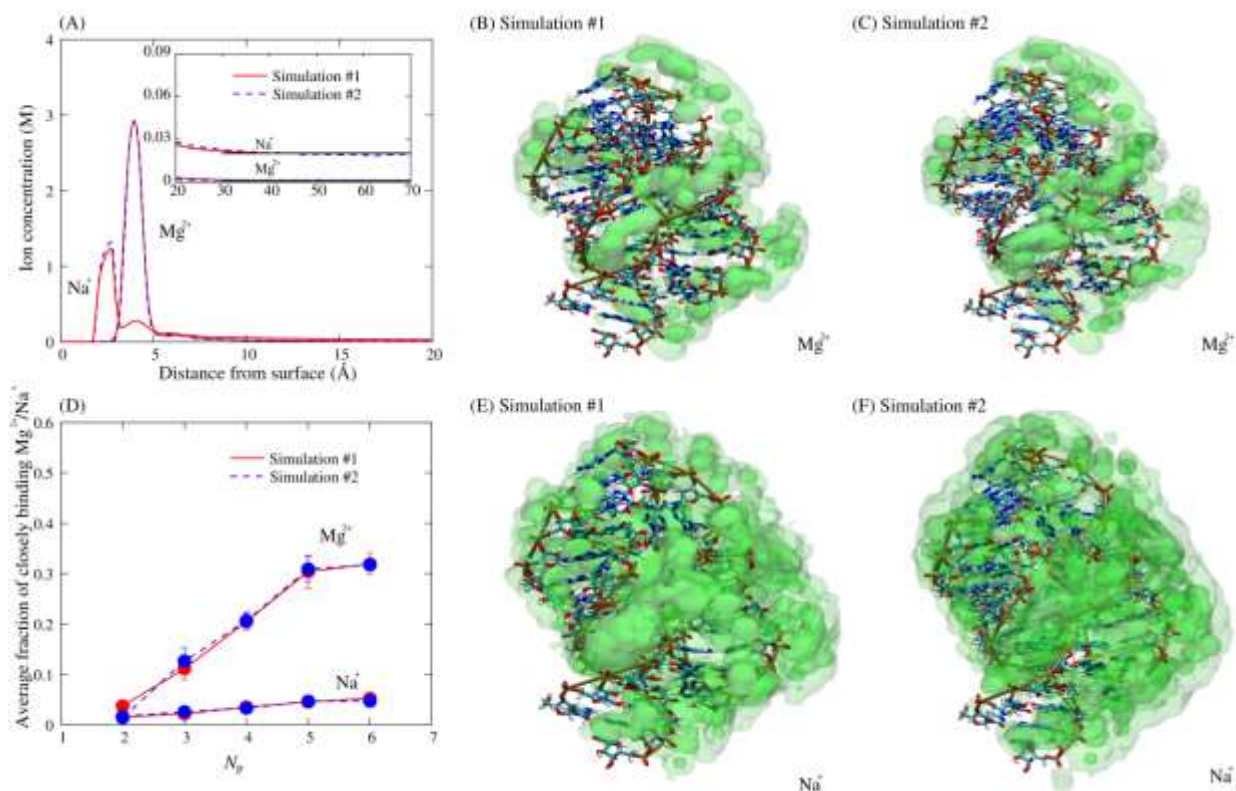 (A)
4
3
2
1
0
Ion concentration (M)
0.09
0.06
0.03
0
Simulation #1
Simulation #2
Na⁺
Mg²⁺
20 30 40 50 60 70
Na⁺
Mg²⁺
0 5 10 15 20
Distance from surface (Å)
(B) Simulation #1
Mg²⁺
(C) Simulation #2
Mg²⁺
(D)
0.6
0.5
0.4
0.3
0.2
0.1
0
Average fraction of closely binding Mg²⁺/Na⁺
Simulation #1
Simulation #2
Mg²⁺
Na⁺
1 2 3 4 5 6 7
Nₚ
(E) Simulation #1
Na⁺
(F) Simulation #2
Na⁺